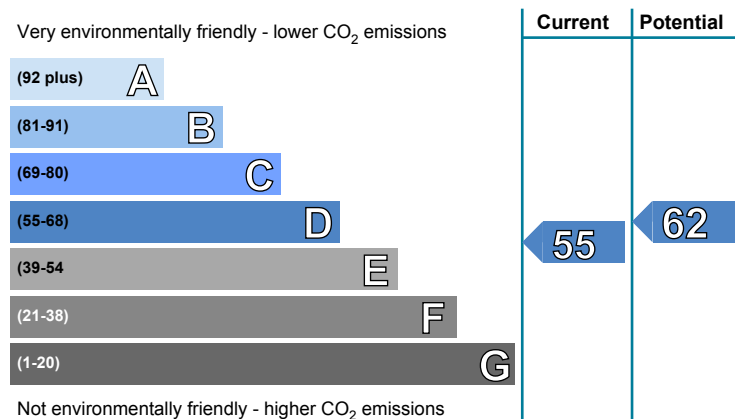 Very environmentally friendly - lower CO₂ emissions
Current
Potential
(92 plus) A
(81-91) B
(69-80) C
(55-68) D
(39-54 E
(21-38) F
(1-20) G
55
62
Not environmentally friendly - higher CO₂ emissions